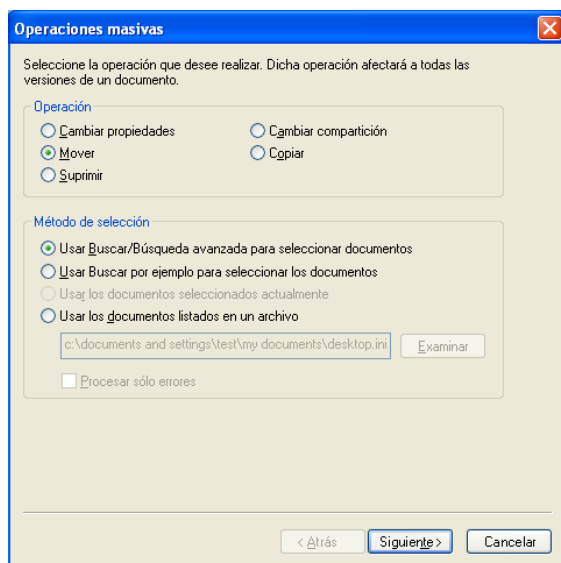 Operaciones masivas
Seleccione la operación que desee realizar. Dicha operación afectará a todas las
versiones de un documento.
Operación
Cambiar propiedades
Cambiar compartición
Mover
Copiar
Suprimir
Método de selección
Usar Buscar/Búsqueda avanzada para seleccionar documentos
Usar Buscar por ejemplo para seleccionar los documentos
Usar los documentos seleccionados actualmente
Usar los documentos listados en un archivo
c:\documents and settings\test\my documents\desktop.ini
Examinar
Procesar sólo errores
< Atrás
Siguiente >
Cancelar